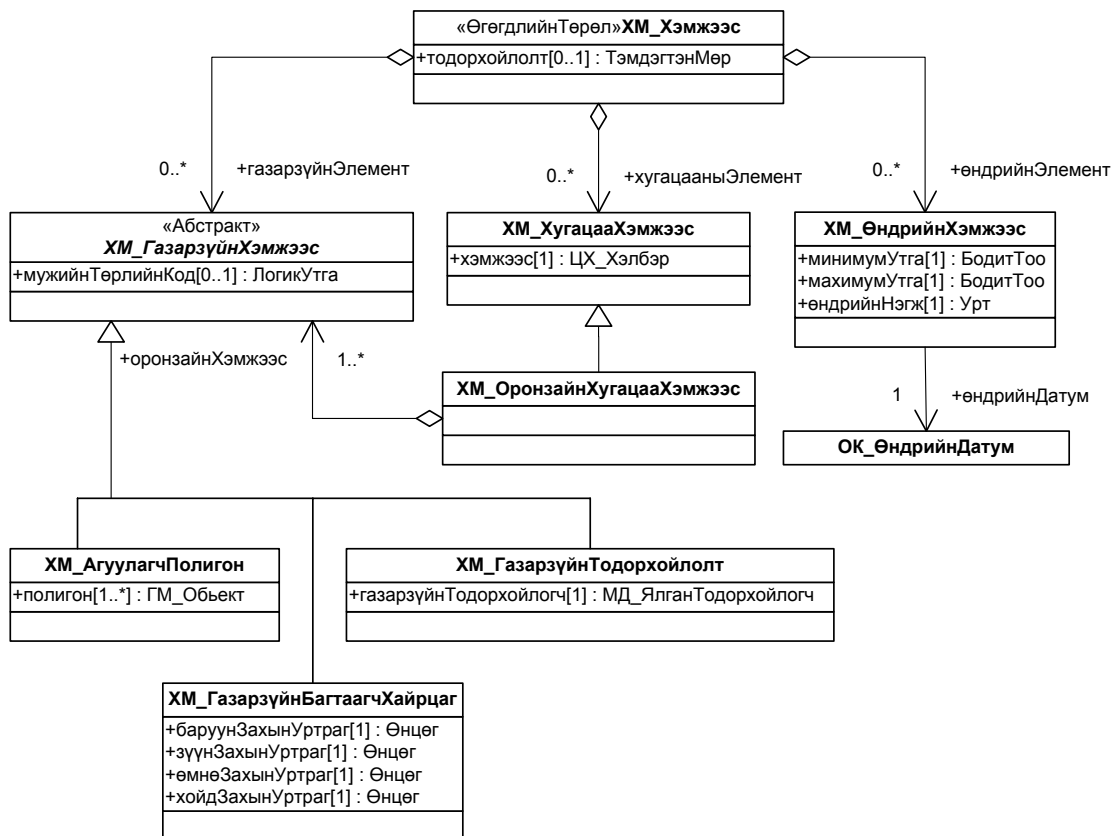 «ӨгөгдлийнТөрөл»ХМ_Хэмжээс
+тодорхойлолт[0..1] : ТэмдэгтэнМөр
0..*
+газарзүйнЭлемент
0..*
+хугацааныЭлемент
0..*
+өндрийнЭлемент
«Абстракт»
ХМ_ГазарзүйнХэмжээс
+мужийнТөрлийнКод[0..1] : ЛогикУтга
ХМ_ХугацааХэмжээс
+хэмжээс[1] : ЦХ_Хэлбэр
ХМ_ӨндрийнХэмжээс
+минимумУтга[1] : БодитТоо
+махимумУтга[1] : БодитТоо
+өндрийнНэгж[1] : Урт
+оронзайнХэмжээс
1..*
ХМ_ОронзайнХугацааХэмжээс
1
+өндрийнДатум
ОК_ӨндрийнДатум
ХМ_АгуулагчПолигон
+полигон[1..*] : ГМ_Обьект
ХМ_ГазарзүйнТодорхойлолт
+газарзүйнТодорхойлогч[1] : МД_ЯлганТодорхойлогч
ХМ_ГазарзүйнБагтаагчХайрцаг
+баруунЗахынУртраг[1] : Өнцөг
+зүүнЗахынУртраг[1] : Өнцөг
+өмнөЗахынУртраг[1] : Өнцөг
+хойдЗахынУртраг[1] : Өнцөг